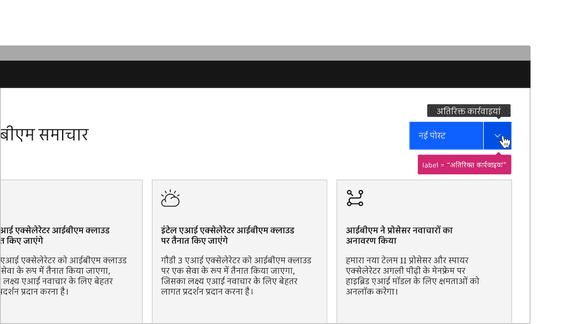 अतिरिक्त कार्रवाइयां
बीएम समाचार
नई पोस्ट
label = "अतिरिक्त कार्रवाइयां"
आई एक्सेलेरेटर आईबीएम क्लाउड
त किए जाएंगे
एआई एक्सेलेरेटर को आईबीएम क्लाउड
सेवा के रूप में तैनात किया जाएगा,
लक्ष्य एआई नवाचार के लिए बेहतर
प्रदर्शन प्रदान करना है।
इंटेल एआई एक्सेलेरेटर आईबीएम क्लाउड
पर तैनात किए जाएंगे
गौडी 3 एआई एक्सेलेरेटर को आईबीएम क्लाउड
पर एक सेवा के रूप में तैनात किया जाएगा,
जिसका लक्ष्य एआई नवाचार के लिए बेहतर
लागत प्रदर्शन प्रदान करना है।
आईबीएम ने प्रोसेसर नवाचारों का
अनावरण किया
हमारा नया टेलम II प्रोसेसर और स्पायर
एक्सेलेरेटर अगली पीढ़ी के मेनफ्रेम पर
हाइब्रिड एआई मॉडल के लिए क्षमताओं को
अनलॉक करेगा।